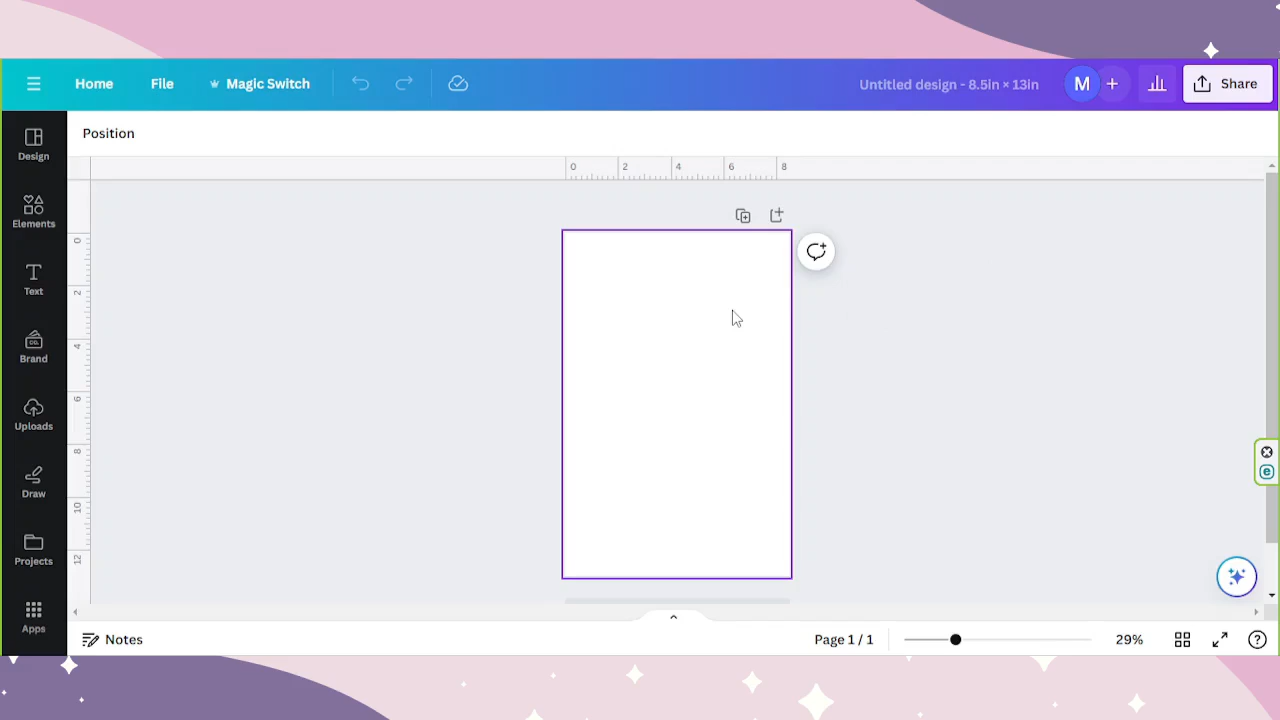 Home
File
Magic Switch
Untitled design - 8.5in × 13in
M
Share
Position
Design
Elements
Text
CO.
Brand
Uploads
Draw
Projects
Apps
0 2 4 6 8
0
2
4
6
8
10
12
e
Notes
Page 1 / 1
29%
?